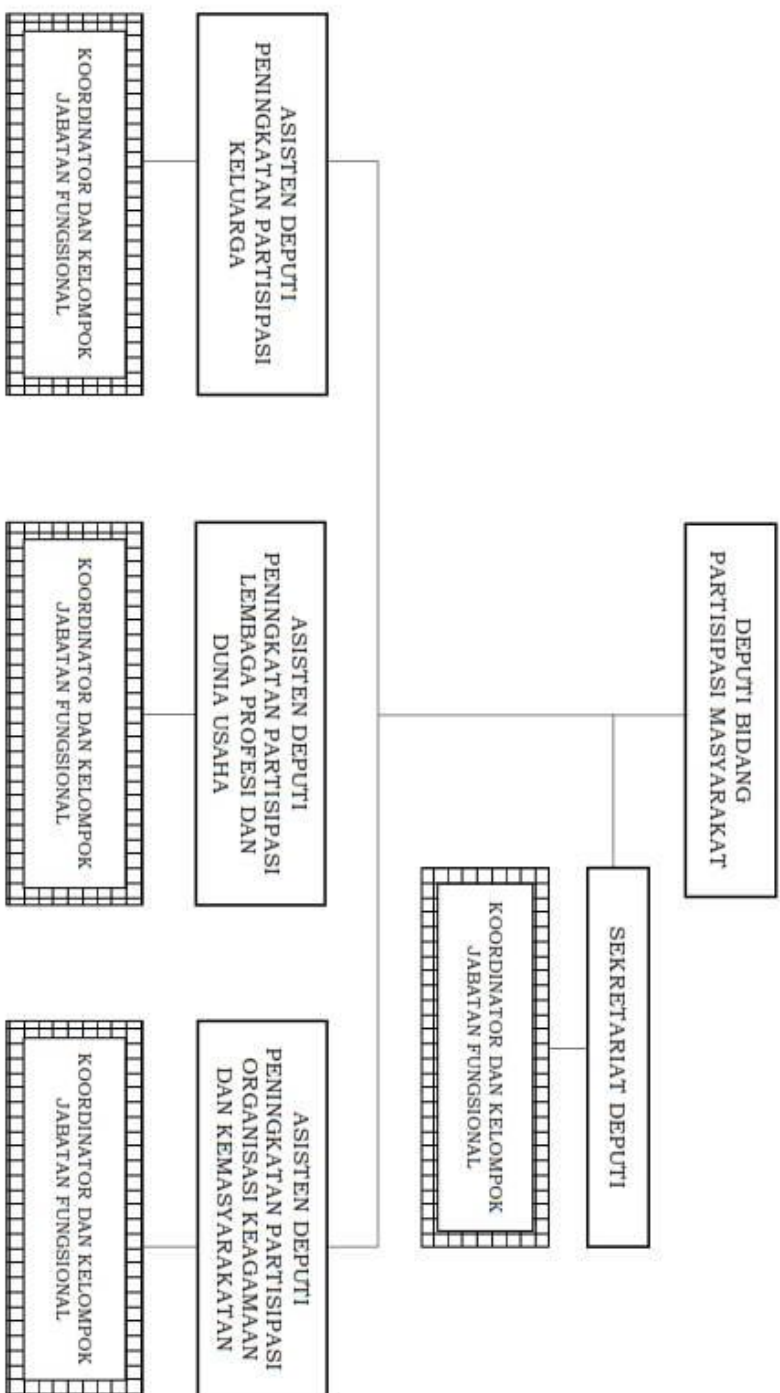 DEPUTI BIDANG
PARTISIPASI MASYARAKAT
SEKRETARIAT DEPUTI
KOORDINATOR DAN KELOMPOK
JABATAN FUNGSIONAL
ASISTEN DEPUTI
PENINGKATAN PARTISIPASI
KELUARGA
ASISTEN DEPUTI
PENINGKATAN PARTISIPASI
LEMBAGA PROFESI DAN
DUNIA USAHA
ASISTEN DEPUTI
PENINGKATAN PARTISIPASI
ORGANISASI KEAGAMAAN
DAN KEMASYARAKATAN
KOORDINATOR DAN KELOMPOK
JABATAN FUNGSIONAL
KOORDINATOR DAN KELOMPOK
JABATAN FUNGSIONAL
KOORDINATOR DAN KELOMPOK
JABATAN FUNGSIONAL